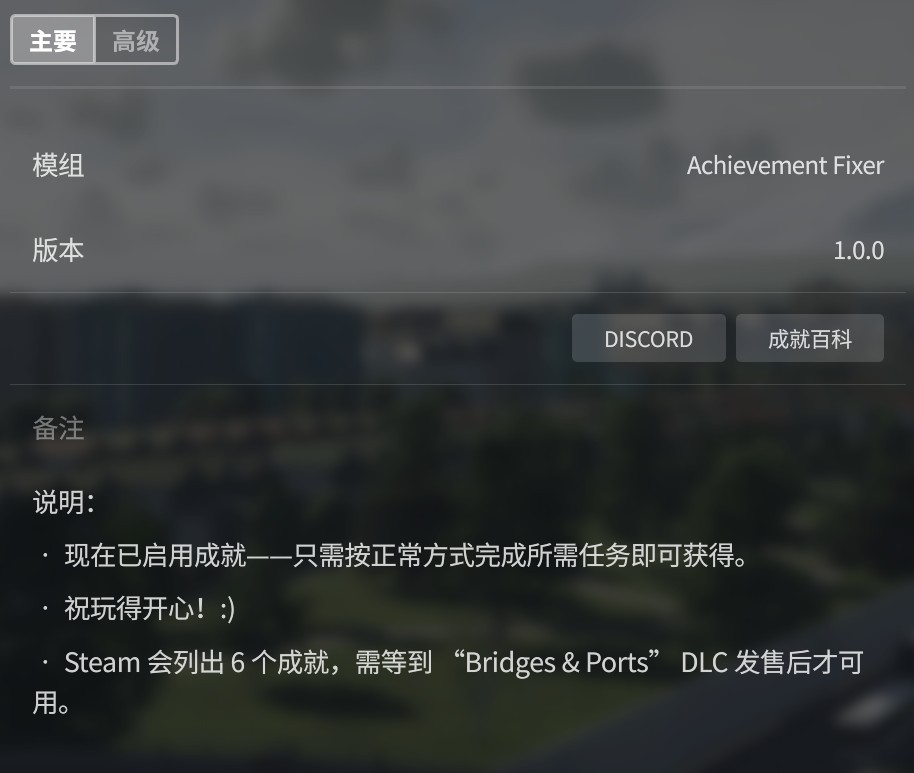 主要 高级
模组 Achievement Fixer
版本 1.0.0
DISCORD 成就百科
备注
说明：
· 现在已启用成就——只需按正常方式完成所需任务即可获得。
· 祝玩得开心！:)
· Steam 会列出 6 个成就，需等到 “Bridges & Ports” DLC 发售后才可
用。